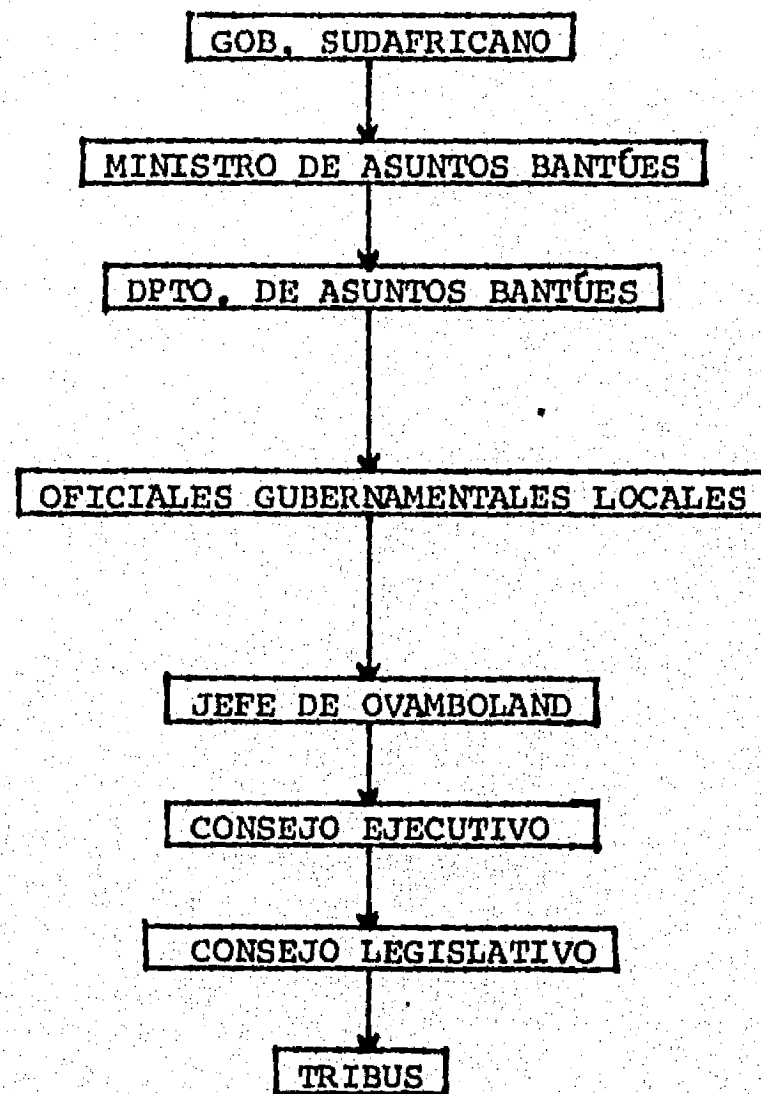 GOB. SUDAFRICANO
MINISTRO DE ASUNTOS BANTÚES
DPTO. DE ASUNTOS BANTÚES
OFICIALES GUBERNAMENTALES LOCALES
JEFE DE OVAMBOLAND
CONSEJO EJECUTIVO
CONSEJO LEGISLATIVO
TRIBUS